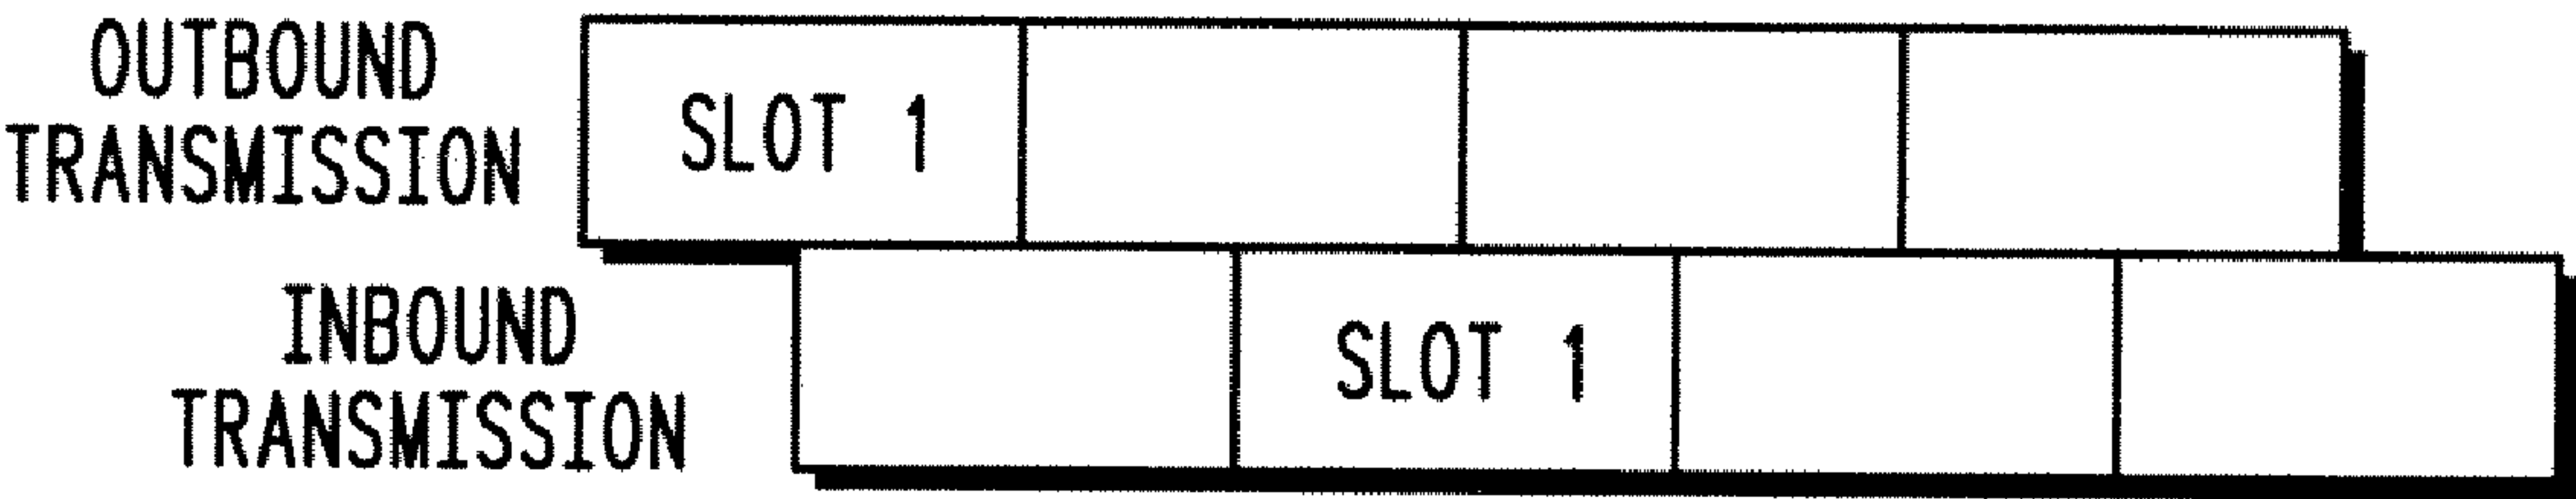 OUTBOUND
TRANSMISSION
SLOT 1
INBOUND
TRANSMISSION
SLOT 1